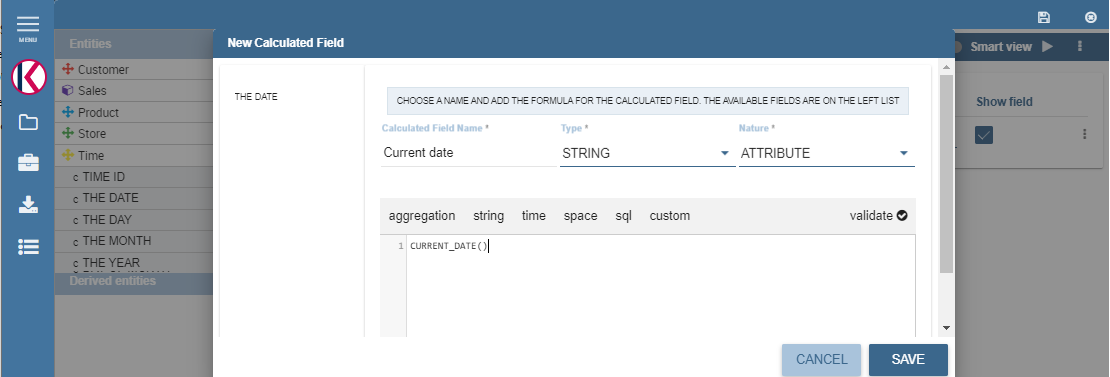 MENU
Entities
Customer
Sales
Product
Store
Time
c TIME ID
c THE DATE
c THE DAY
c THE MONTH
c THE YEAR
Derived entities
New Calculated Field
THE DATE
CHOOSE A NAME AND ADD THE FORMULA FOR THE CALCULATED FIELD. THE AVAILABLE FIELDS ARE ON THE LEFT LIST
Calculated Field Name * Type * Nature *
Current date STRING ATTRIBUTE
aggregation string time space sql custom validate
1 CURRENT_DATE()
CANCEL SAVE
Smart view
Show field